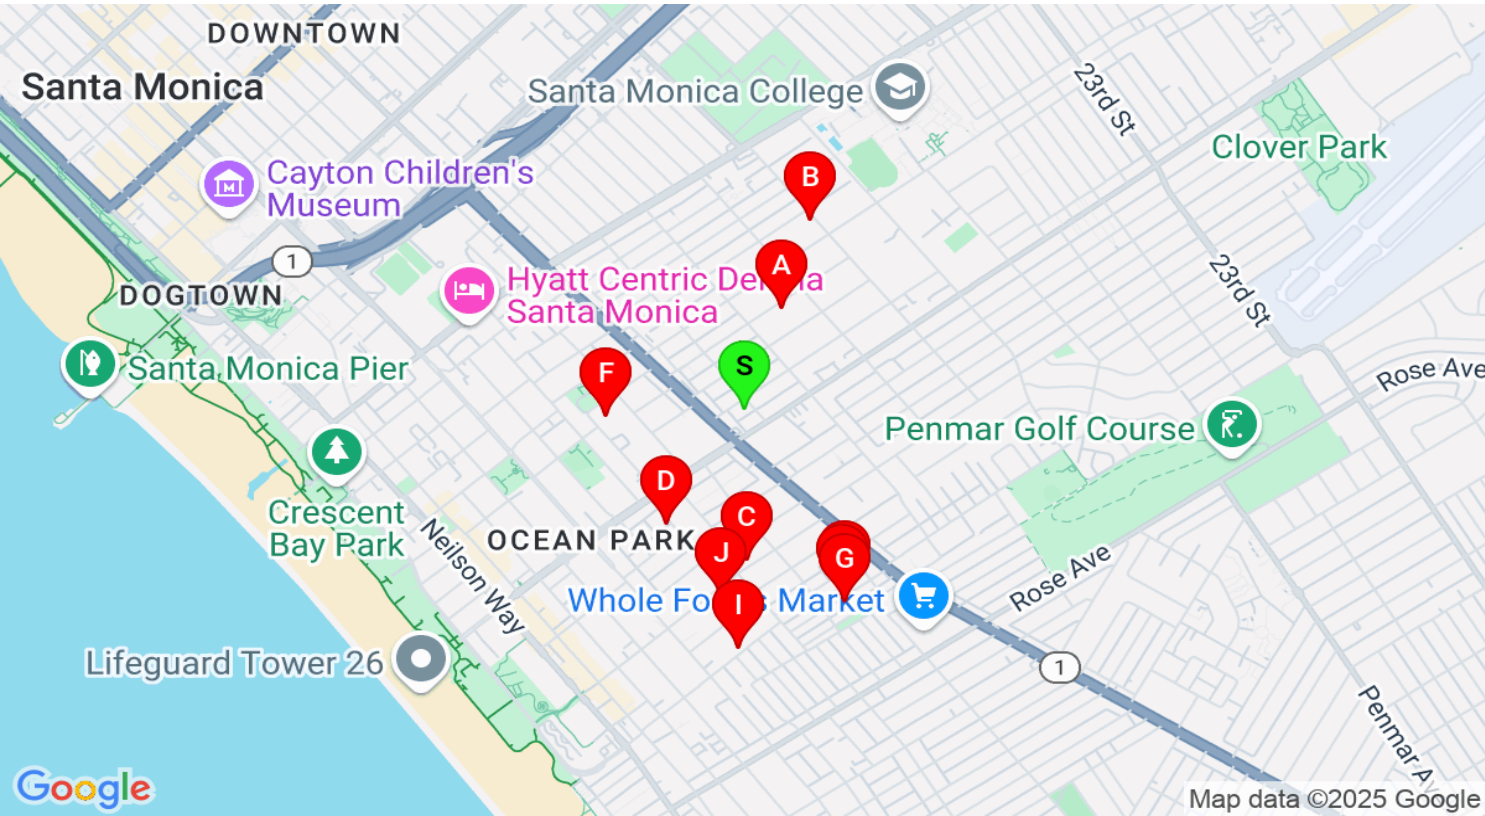 DOWNTOWN
Santa Monica
Santa Monica College
23rd St
Clover Park
Cayton Children's
Museum
B
1
A
Hyatt Centric De
a
Santa Monica
DOGTOWN
23rd St
Santa Monica Pier
F
S
Rose Ave
Penmar Golf Course
D
Crescent
Bay Park
C
OCEAN PARK
J
G
Neilson Way
Rose Ave
Whole Fo
s Market
I
Lifeguard Tower 26
1
Penmar Av
Google
Map data ©2025 Google